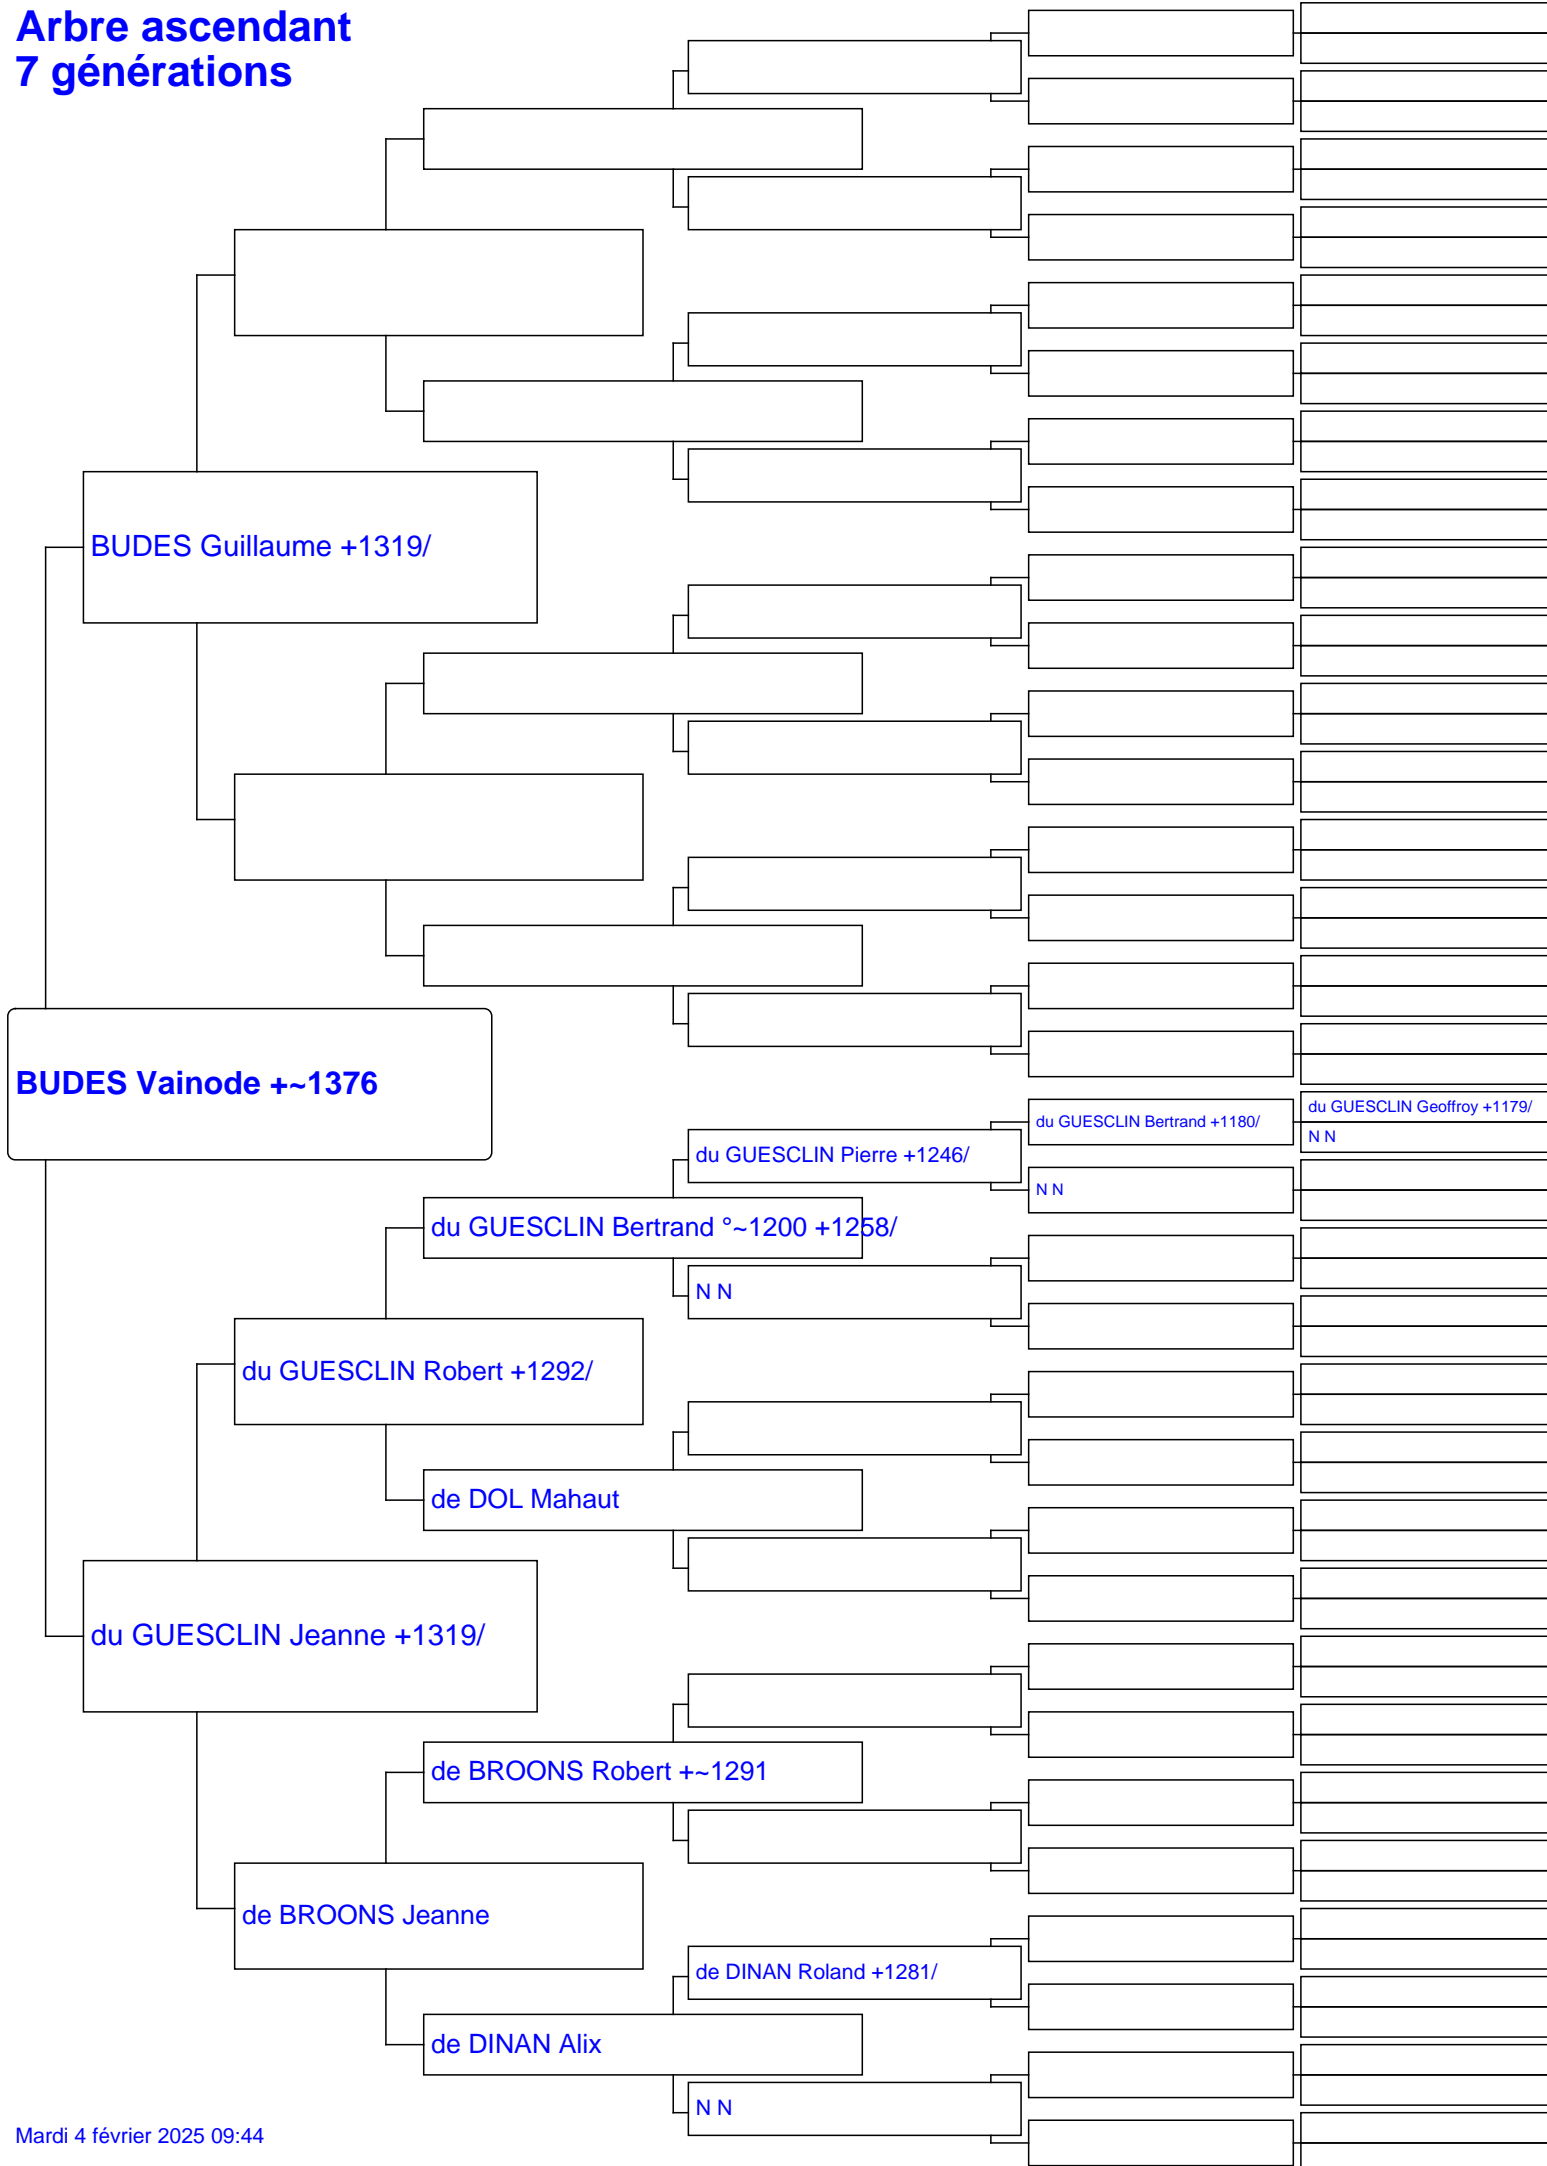 Arbre ascendant
7 générations
BUDES Guillaume +1319/
BUDES Vainode +~1376
du GUESCLIN Geoffroy +1179/
du GUESCLIN Bertrand +1180/
N N
du GUESCLIN Pierre +1246/
N N
du GUESCLIN Bertrand °~1200 +1258/
N N
du GUESCLIN Robert +1292/
de DOL Mahaut
du GUESCLIN Jeanne +1319/
de BROONS Robert +~1291
de BROONS Jeanne
de DINAN Roland +1281/
de DINAN Alix
N N
Mardi 4 février 2025 09:44